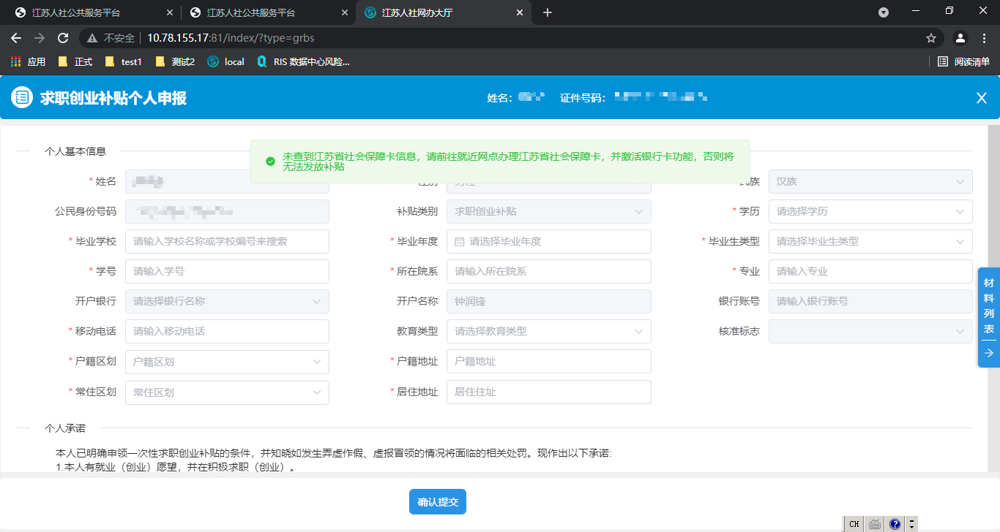 江苏人社公共服务平台
江苏人社公共服务平台
江苏人社网办大厅
不安全 10.78.155.17:81/index/?type=grbs
应用 正式 test1 测试2 local RIS 数据中心风险... 阅读清单
求职创业补贴个人申报 姓名: 证件号码:
个人基本信息
未查到江苏省社会保障卡信息，请前往就近网点办理江苏省社会保障卡，并激活银行卡功能，否则将
无法发放补贴
* 姓名 民族 汉族
公民身份号码 补贴类别 求职创业补贴 * 学历 请选择学历
* 毕业学校 请输入学校名称或学校编号来搜索 * 毕业年度 请选择毕业年度 * 毕业生类型 请选择毕业生类型
* 学号 请输入学号 * 所在院系 请输入所在院系 * 专业 请输入专业
开户银行 请选择银行名称 开户名称 钟润锋 银行账号 请输入银行账号
* 移动电话 请输入移动电话 教育类型 请选择教育类型 核准标志
* 户籍区划 户籍区划 * 户籍地址 户籍地址
* 常住区划 常住区划 * 居住地址 居住住址
材
料
列
表
个人承诺
本人已明确申领一次性求职创业补贴的条件，并知晓如发生弄虚作假、虚报冒领的情况将面临的相关处罚。现作出以下承诺:
1.本人有就业（创业）愿望，并在积极求职（创业）。
确认提交
CH